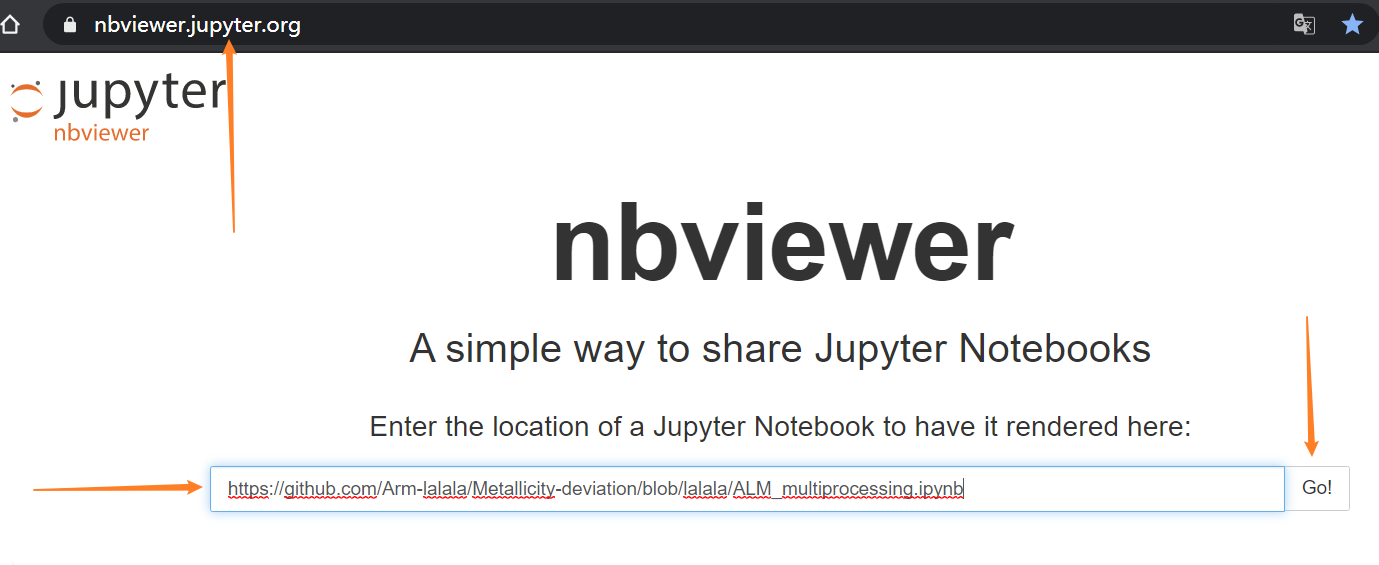 nbviewer.jupyter.org
jupyter
nbviewer
nbviewer
A simple way to share Jupyter Notebooks
Enter the location of a Jupyter Notebook to have it rendered here:
https://github.com/Arm-lalala/Metallicity-deviation/blob/lalala/ALM_multiprocessing.ipynb
Go!